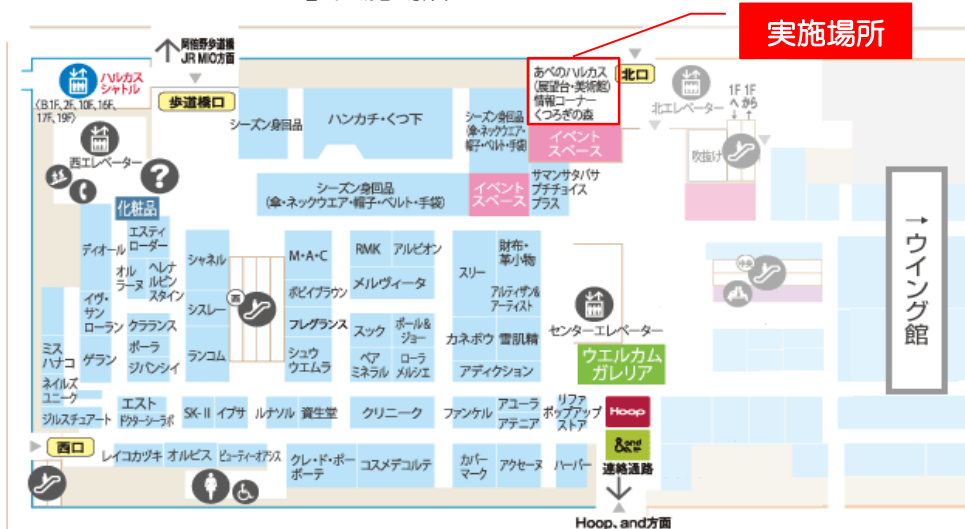 実施場所
阿倍野歩道橋
JR MIO方面
ハルカス
シャトル
(B1F, 2F, 10F, 16F,
17F, 19F)
歩道橋口
シーズン身回品
ハンカチ・くつ下
シーズン身回品
(傘・ネックウエア・
帽子・ベルト・手袋)
あべのハルカス
(展望台・美術館)
情報コーナー
くつろぎの森
北口
イベント
スペース
北エレベーター
1F 1F
へ から
吹抜け
西エレベーター
?
化粧品
シーズン身回品
(傘・ネックウエア・帽子・ベルト・手袋)
イベント
スペース
サマンサタバサ
プチチョイス
プラス
→ウイング館
ディオール
エスティ
ローダー
オル
ラーヌ
ヘレナ
ルビン
スタイン
シャネル
西
M・A・C
RMK
アルビオン
スリー
財布・
革小物
中央
イヴ・
サン
ローラン
クラランス
シスレー
ボビイブラウン
メルヴィータ
アルティザン&
アーティスト
フレグランス
スック
ポール&
ジョー
カネボウ
雪肌精
センターエレベーター
ミス
ハナコ
ゲラン
ポーラ
ジバンシイ
ランコム
シュウ
ウエムラ
ベア
ミネラル
ローラ
メルシエ
アディクション
ウエルカム
ガレリア
ネイルズ
ユニーク
ジルスチュアート
エスト
ドクターシーラボ
SK-II
イプサ
ルナソル
資生堂
クリニーク
ファンケル
アユーラ
アテニア
リファ
ポップアップ
ストア
Hoop
西口
レイコカヅキ
オルビス
ビューティーオアシス
クレ・ド・ポー
ボーテ
コスメデコルテ
カバー
マーク
アクセーヌ
ハーバー
&and
連絡通路
Hoop、and方面